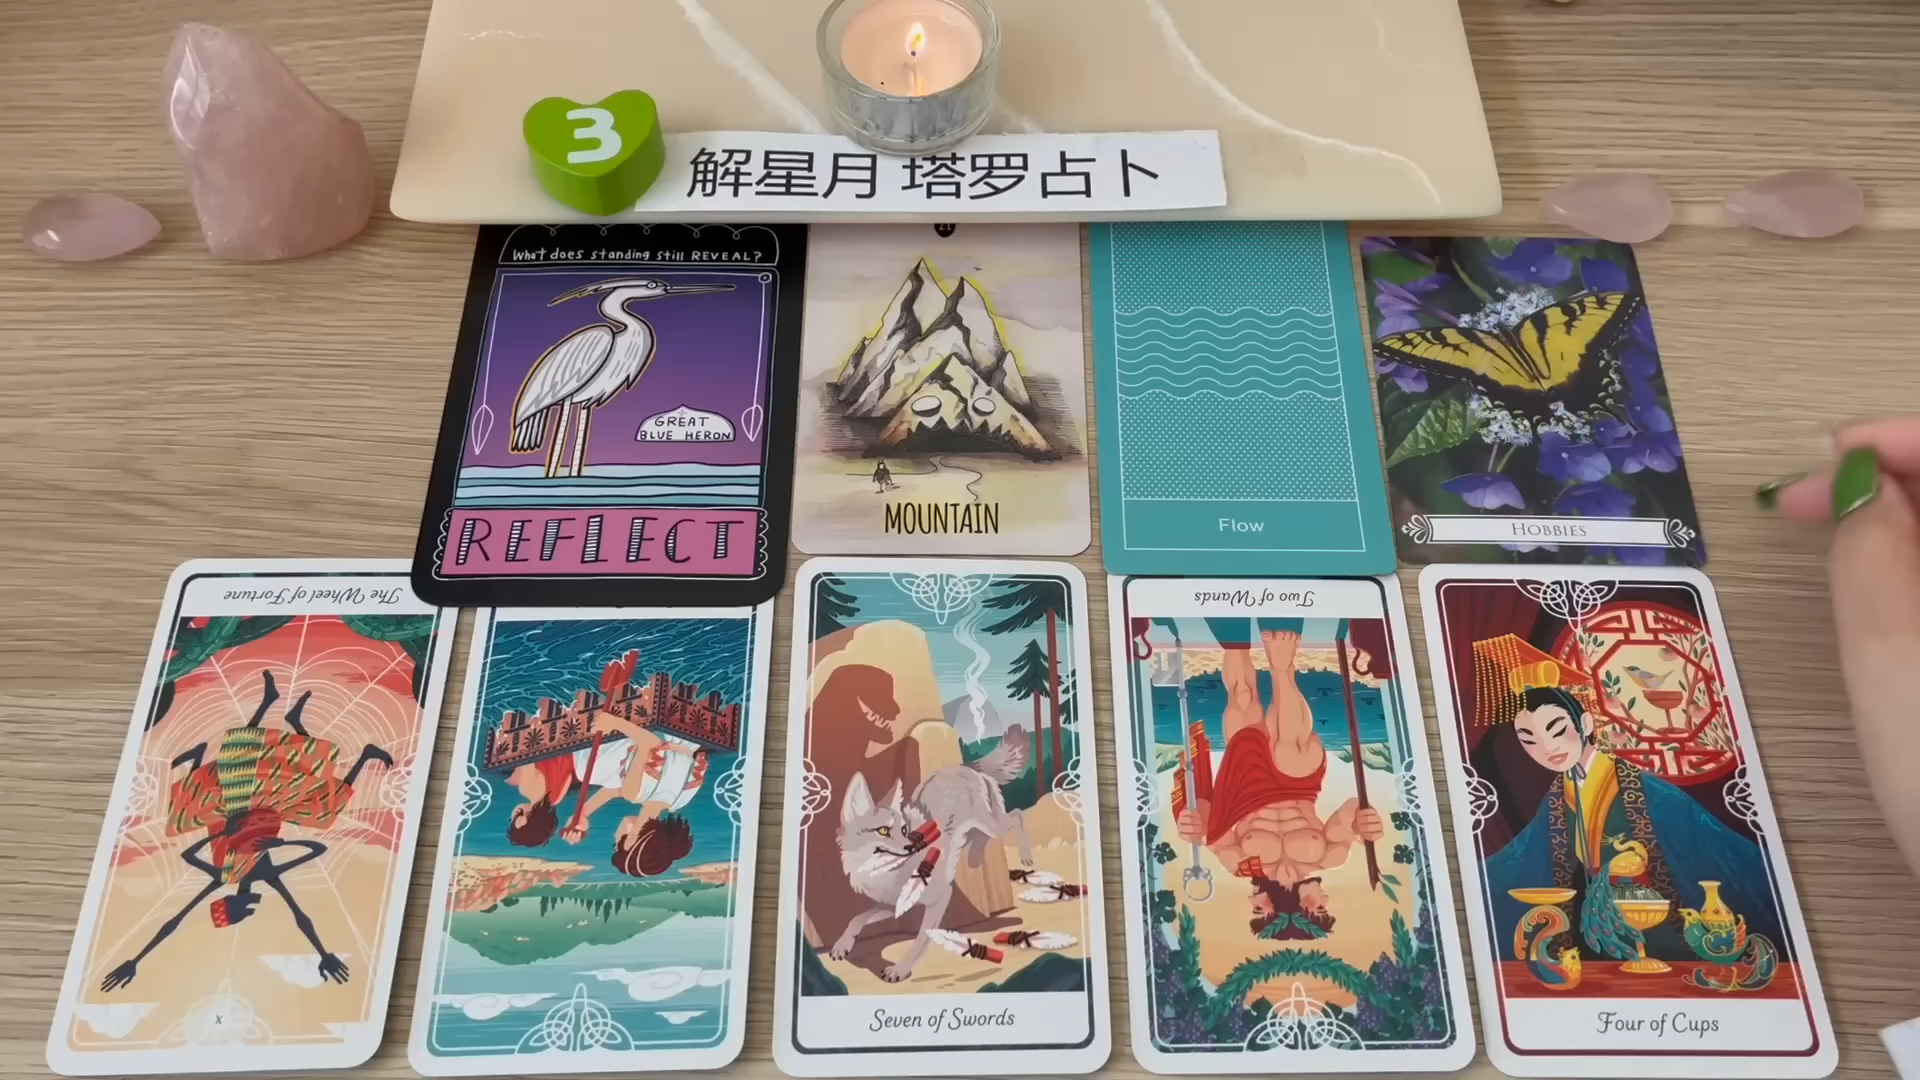 3
解星月 塔罗占卜
What does standing still REVEAL?
GREAT
BLUE HERON
REFLECT
MOUNTAIN
Flow
HOBBIES
The Wheel of Fortune
X
Seven of Swords
Two of Wands
Four of Cups